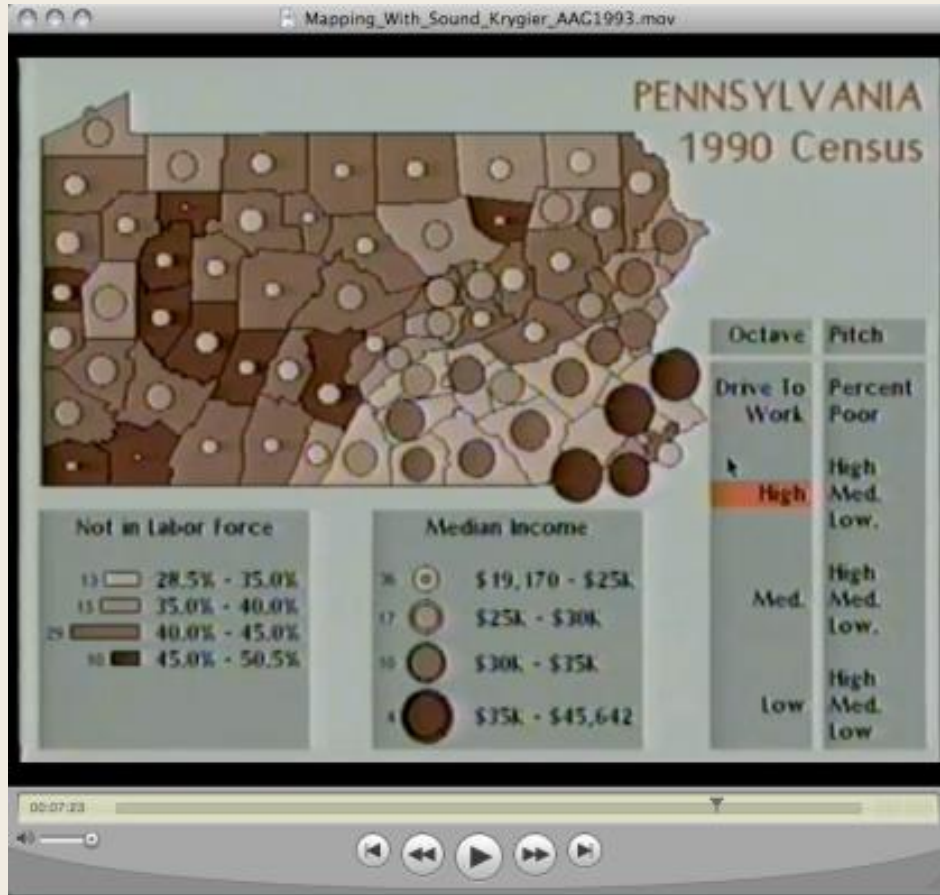 Mapping_With_Sound_Krygier_AAG1993.mov
PENNSYLVANIA
1990 Census
Octave Pitch
Drive To Work
Percent Poor
High
High
Med.
Low.
Med.
High
Med.
Low.
Low
High
Med.
Low
Not in Labor Force
13 28.5% - 35.0%
15 35.0% - 40.0%
29 40.0% - 45.0%
10 45.0% - 50.5%
Median Income
36 $19,170 - $25k
17 $25k - $30k
10 $30k - $35k
4 $35k - $45,642
00:07:23